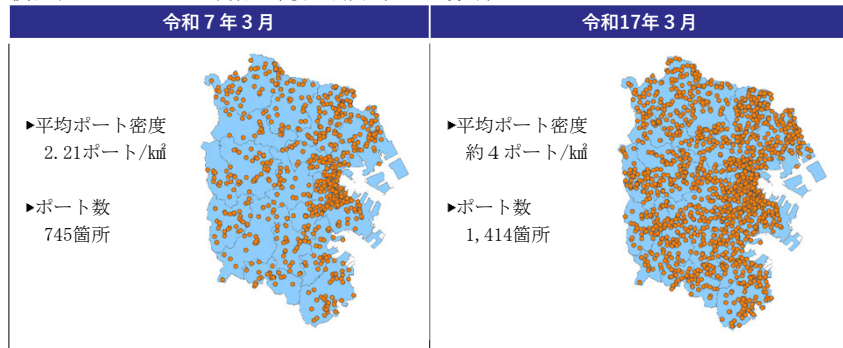 令和７年３月
令和17年３月
▶平均ポート密度
2.21ポート/㎢
▶ポート数
745箇所
▶平均ポート密度
約４ポート/㎢
▶ポート数
1,414箇所